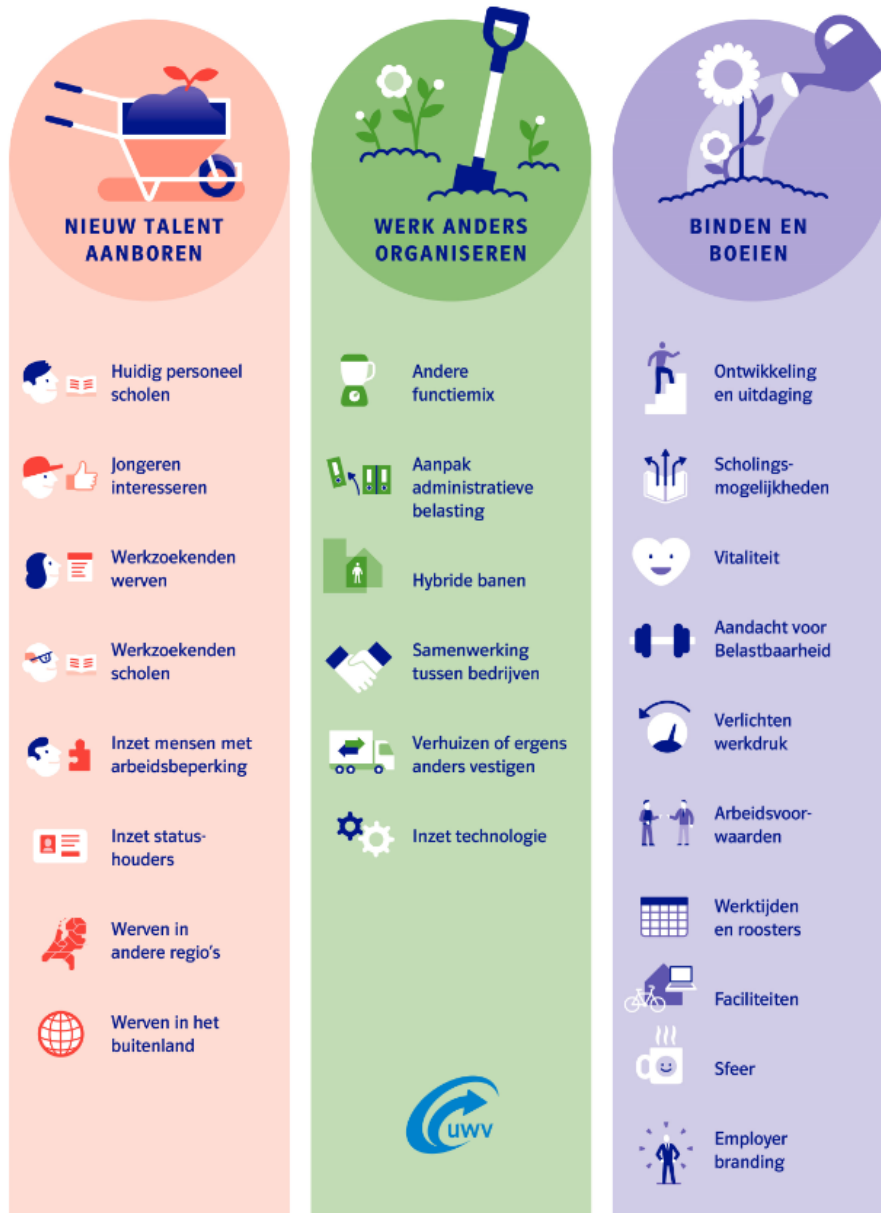 NIEUW TALENT
AANBOREN
Huidig personeel
scholen
Jongeren
interesseren
Werkzoekenden
werven
Werkzoekenden
scholen
Inzet mensen met
arbeidsbeperking
Inzet status-
houders
Werven in
andere regio's
Werven in het
buitenland
WERK ANDERS
ORGANISEREN
Andere
functiemix
Aanpak
administratieve
belasting
Hybride banen
Samenwerking
tussen bedrijven
Verhuizen of ergens
anders vestigen
Inzet technologie
uwv
BINDEN EN
BOEIEN
Ontwikkeling
en uitdaging
Scholings-
mogelijkheden
Vitaliteit
Aandacht voor
Belastbaarheid
Verlichten
werkdruk
Arbeidsvoor-
waarden
Werktijden
en roosters
Faciliteiten
Sfeer
Employer
branding